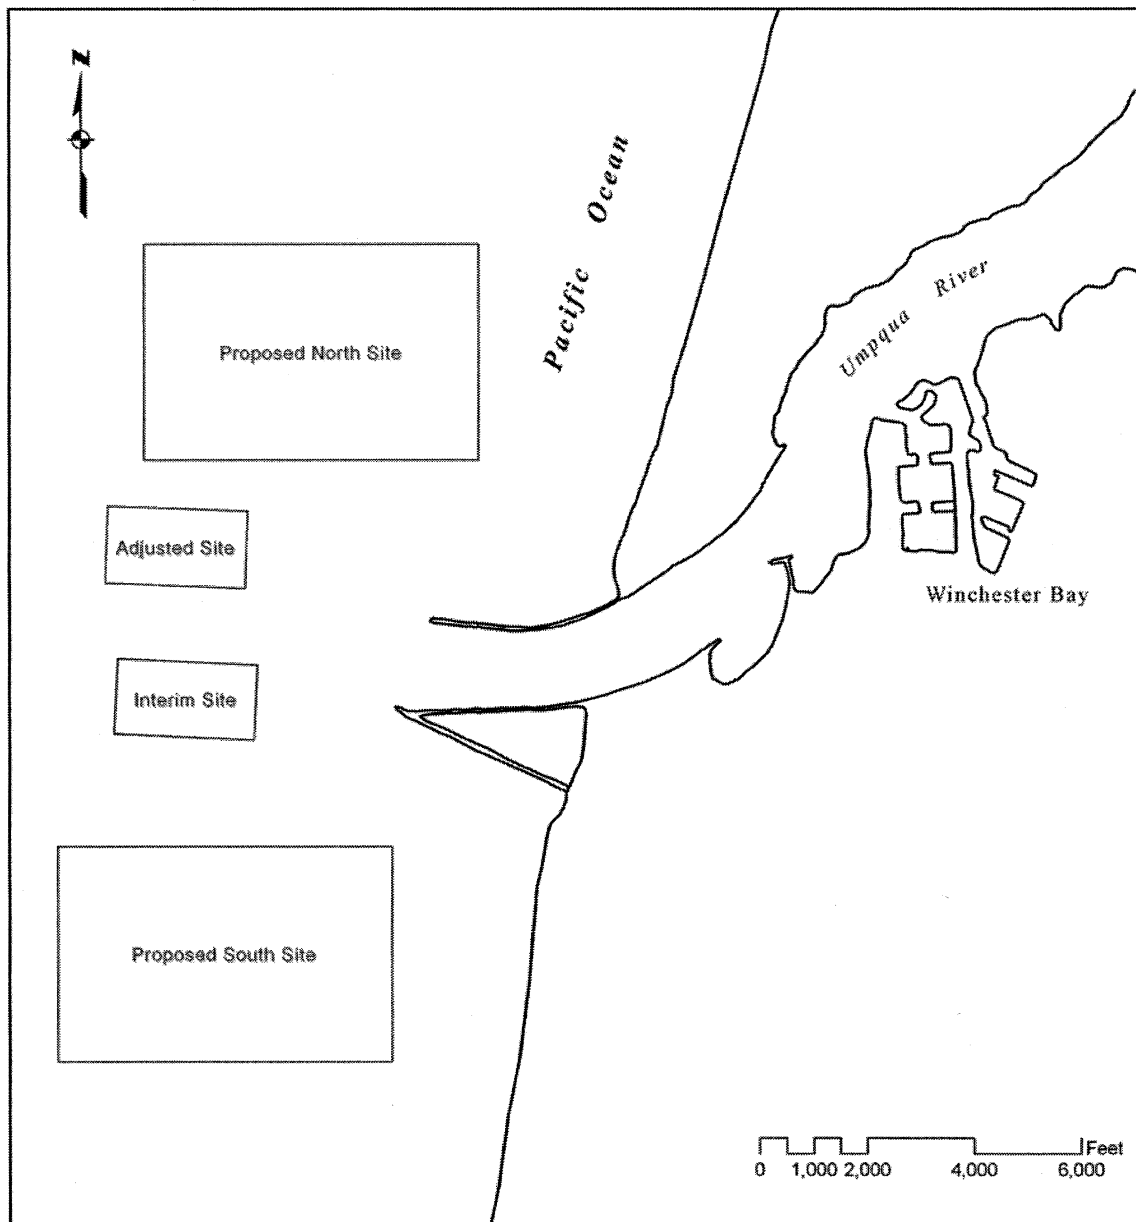 N
Pacific Ocean
Umpqua River
Proposed North Site
Adjusted Site
Winchester Bay
Interim Site
Proposed South Site
Feet
0 1,000 2,000 4,000 6,000